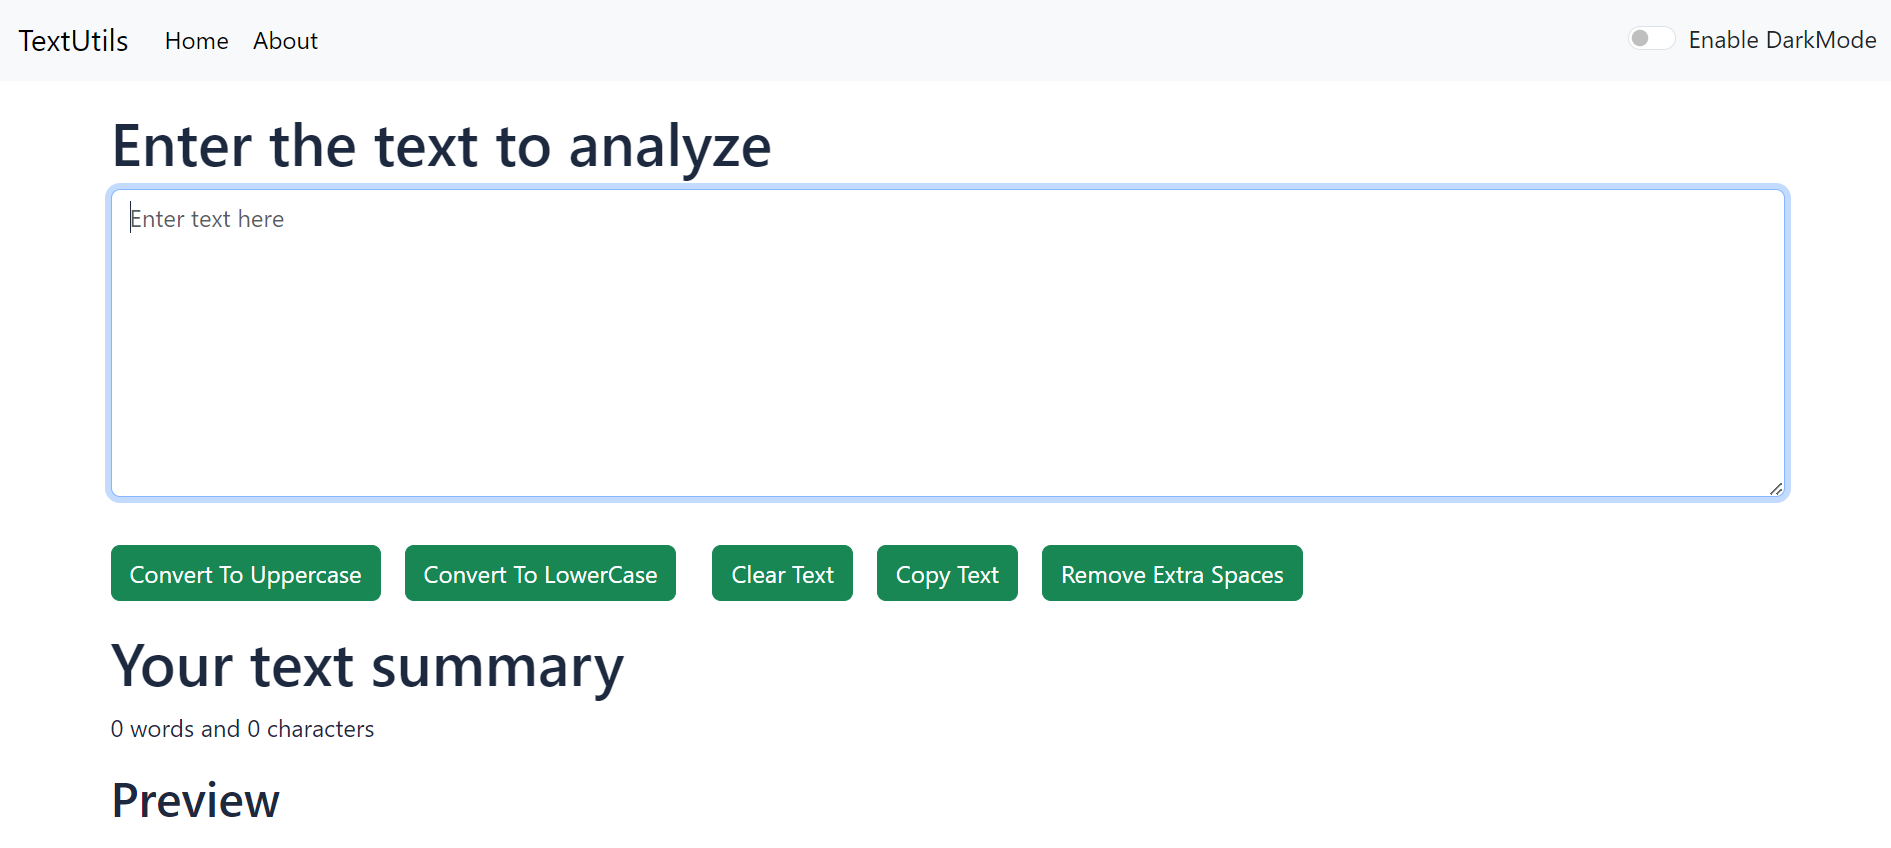 TextUtils Home About Enable DarkMode
Enter the text to analyze
Enter text here
Convert To Uppercase Convert To LowerCase Clear Text Copy Text Remove Extra Spaces
Your text summary
0 words and 0 characters
Preview